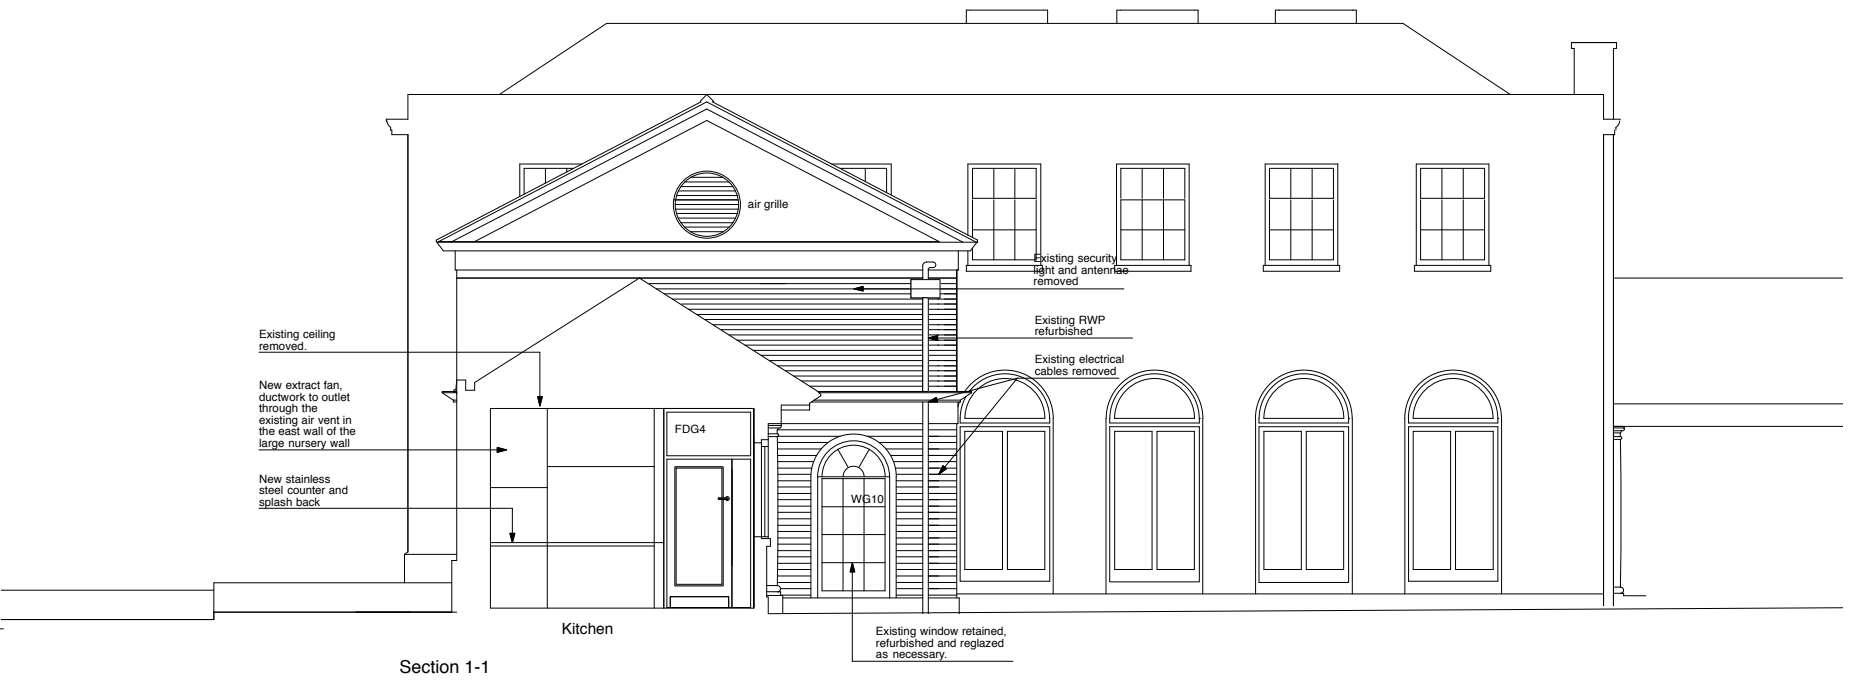 air grille
Existing security
light and antennae
removed
Existing RWP
refurbished
Existing electrical
cables removed
Existing ceiling
removed.
New extract fan,
ductwork to outlet
through the
existing air vent in
the east wall of the
large nursery wall
New stainless
steel counter and
splash back
FDG4
WG10
Kitchen
Existing window retained,
refurbished and reglazed
as necessary.
Section 1-1